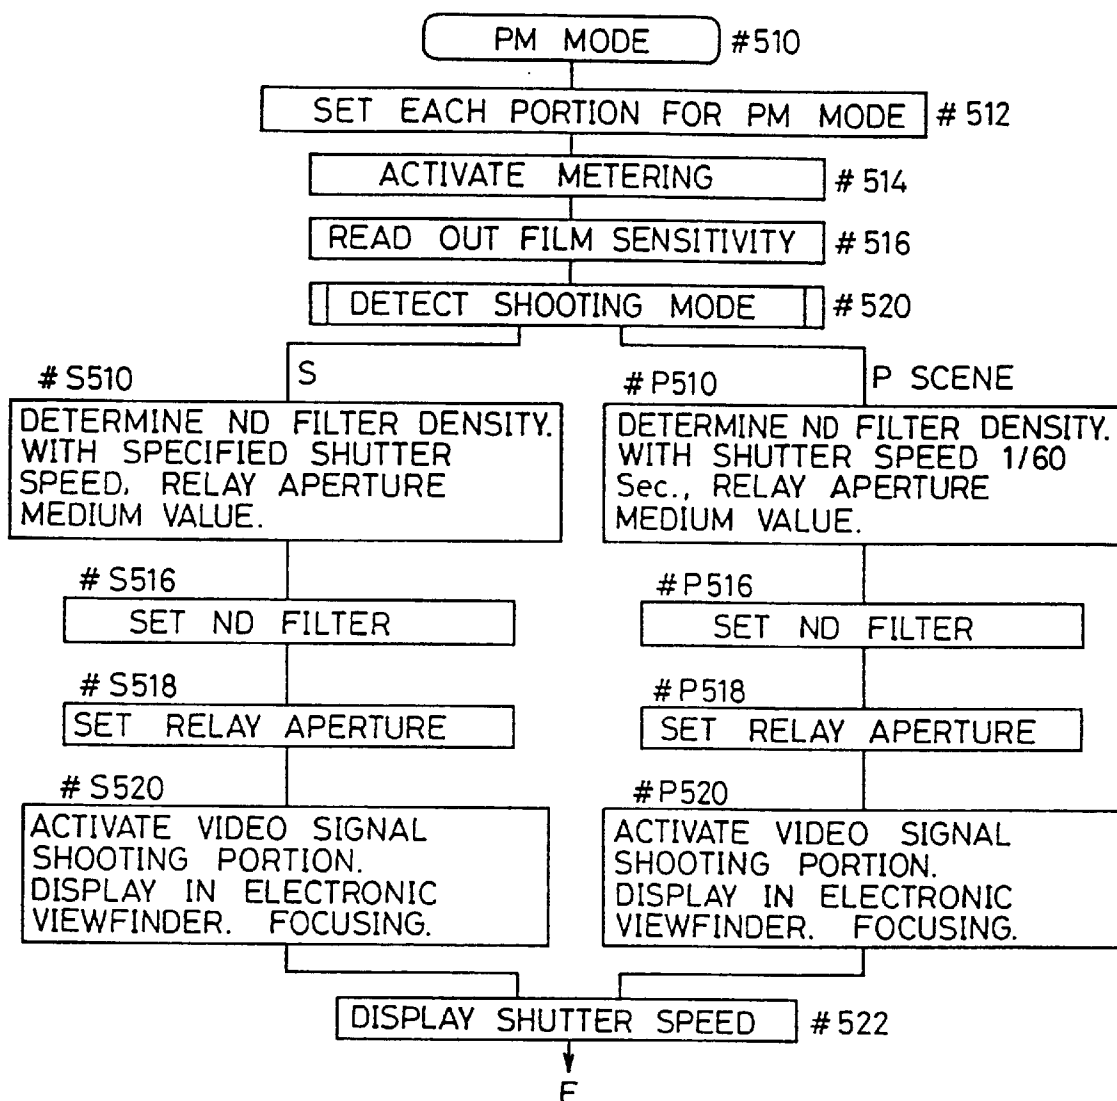 PM MODE #510
SET EACH PORTION FOR PM MODE #512
ACTIVATE METERING #514
READ OUT FILM SENSITIVITY #516
DETECT SHOOTING MODE #520
S
#S510
DETERMINE ND FILTER DENSITY.
WITH SPECIFIED SHUTTER
SPEED, RELAY APERTURE
MEDIUM VALUE.
#S516
SET ND FILTER
#S518
SET RELAY APERTURE
#S520
ACTIVATE VIDEO SIGNAL
SHOOTING PORTION.
DISPLAY IN ELECTRONIC
VIEWFINDER. FOCUSING.
P SCENE
#P510
DETERMINE ND FILTER DENSITY.
WITH SHUTTER SPEED 1/60
Sec., RELAY APERTURE
MEDIUM VALUE.
#P516
SET ND FILTER
#P518
SET RELAY APERTURE
#P520
ACTIVATE VIDEO SIGNAL
SHOOTING PORTION.
DISPLAY IN ELECTRONIC
VIEWFINDER. FOCUSING.
DISPLAY SHUTTER SPEED #522